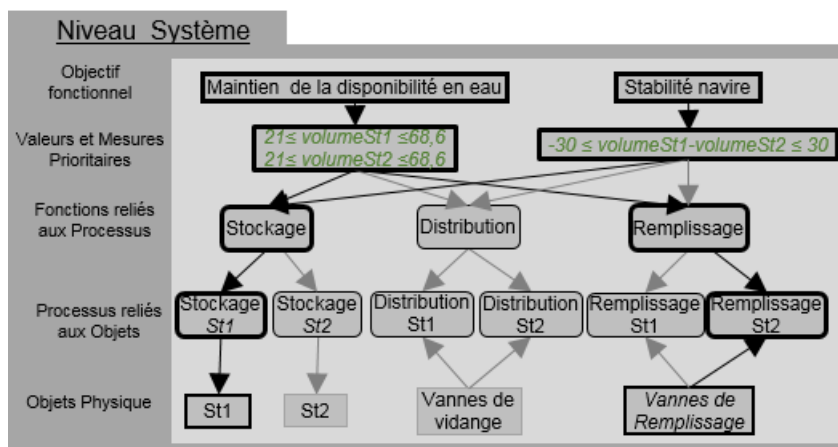 Niveau Système
Objectif
fonctionnel
Maintien de la disponibilité en eau
Stabilité navire
Valeurs et Mesures
Prioritaires
21≤ volumeSt1 ≤68,6
21≤ volumeSt2 ≤68,6
-30 ≤ volumeSt1-volumeSt2 ≤ 30
Fonctions reliés
aux Processus
Stockage
Distribution
Remplissage
Processus reliés
aux Objets
Stockage
St1
Stockage
St2
Distribution
St1
Distribution
St2
Remplissage
St1
Remplissage
St2
Objets Physique
St1
St2
Vannes de
vidange
Vannes de
Remplissage